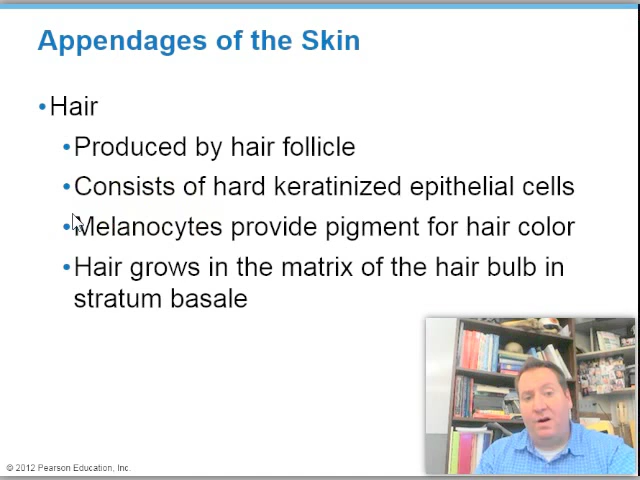 Appendages of the Skin
•Hair
•Produced by hair follicle
•Consists of hard keratinized epithelial cells
•Melanocytes provide pigment for hair color
•Hair grows in the matrix of the hair bulb in
stratum basale
© 2012 Pearson Education, Inc.